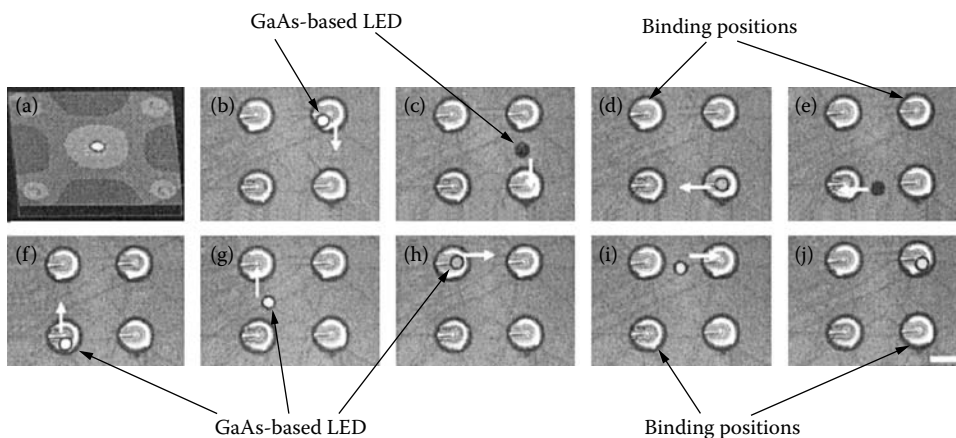 GaAs-based LED
Binding positions
(a)
(b)
(c)
(d)
(e)
(f)
(g)
(h)
(i)
(j)
GaAs-based LED
Binding positions